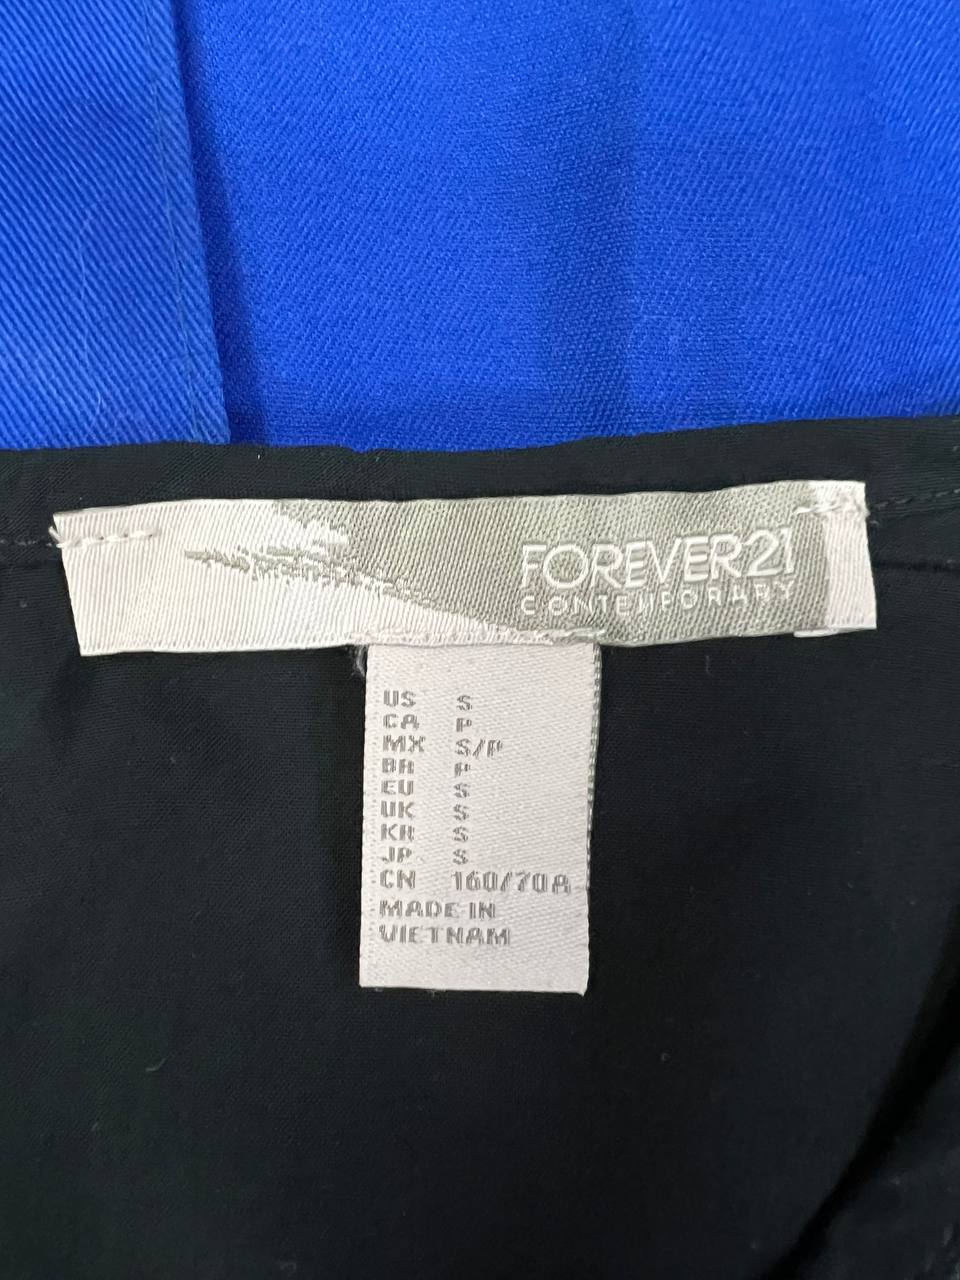 FOREVER21
CONTEMPORARY
US S
CA P
MX S/P
BR P
EU S
UK S
KR S
JP S
CN 160/70A
MADE IN
VIETNAM